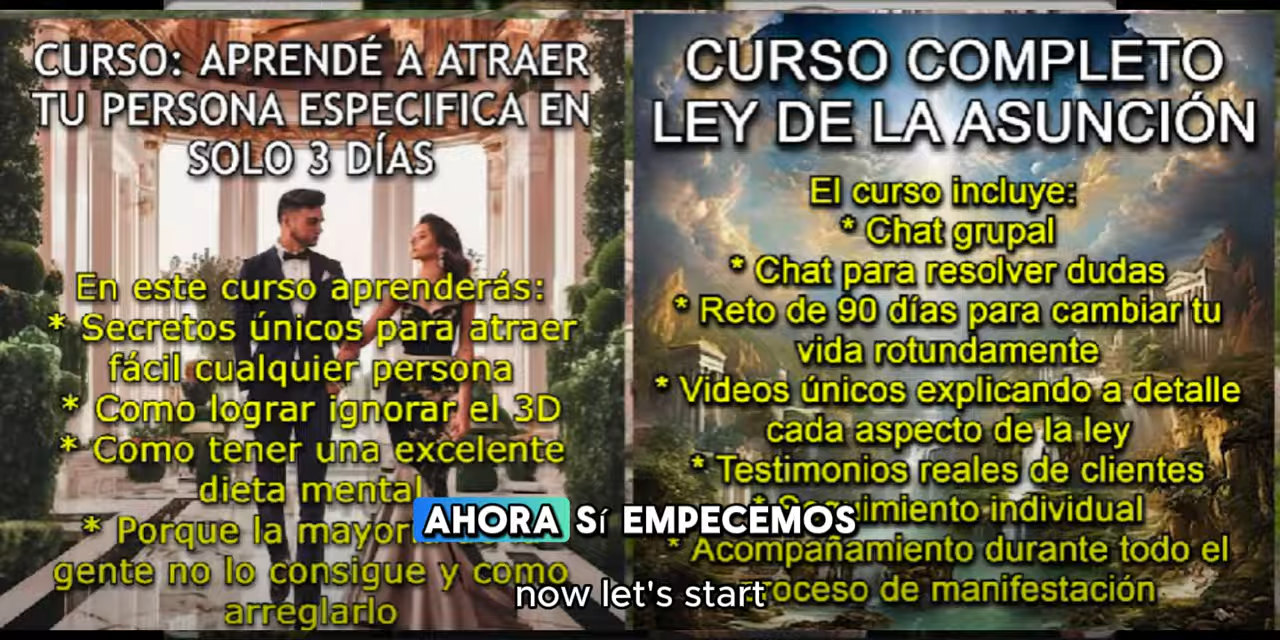 CURSO: APRENDÉ A ATRAER
TU PERSONA ESPECIFICA EN
SOLO 3 DÍAS
En este curso aprenderás:
* Secretos únicos para atraer
fácil cualquier persona
* Como lograr ignorar el 3D
* Como tener una excelente
dieta mental
* Porque la
gente no lo consigue y como
arreglarlo
CURSO COMPLETO
LEY DE LA ASUNCIÓN
El curso incluye:
* Chat grupal
* Chat para resolver dudas
* Reto de 90 días para cambiar tu
vida rotundamente
* Videos únicos explicando a detalle
cada aspecto de la ley
* Testimonios reales de clientes
* Seguimiento individual
* Acompañamiento durante todo el
proceso de manifestación
AHORA Sí EMPECEMOS
now let's start